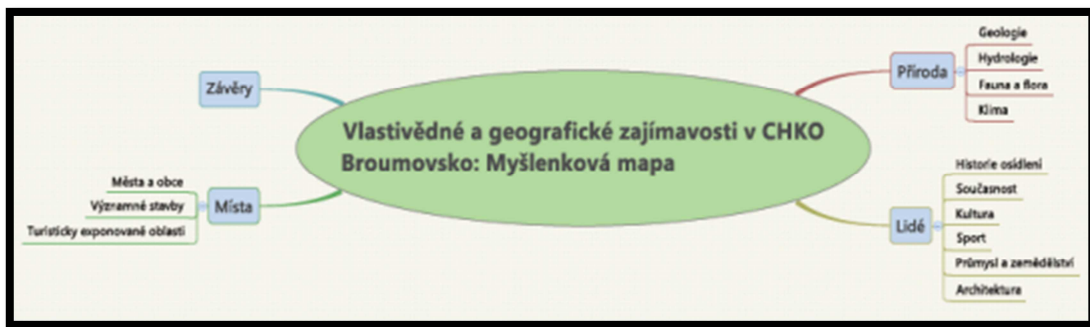 Vlastivědné a geografické zajímavosti v CHKO
Broumovsko: Myšlenková mapa
Příroda
Geologie
Hydrologie
Fauna a flora
Klima
Lidé
Historie osídlení
Současnost
Kultura
Sport
Průmysl a zemědělství
Architektura
Místa
Města a obce
Významné stavby
Turisticky exponované oblasti
Závěry